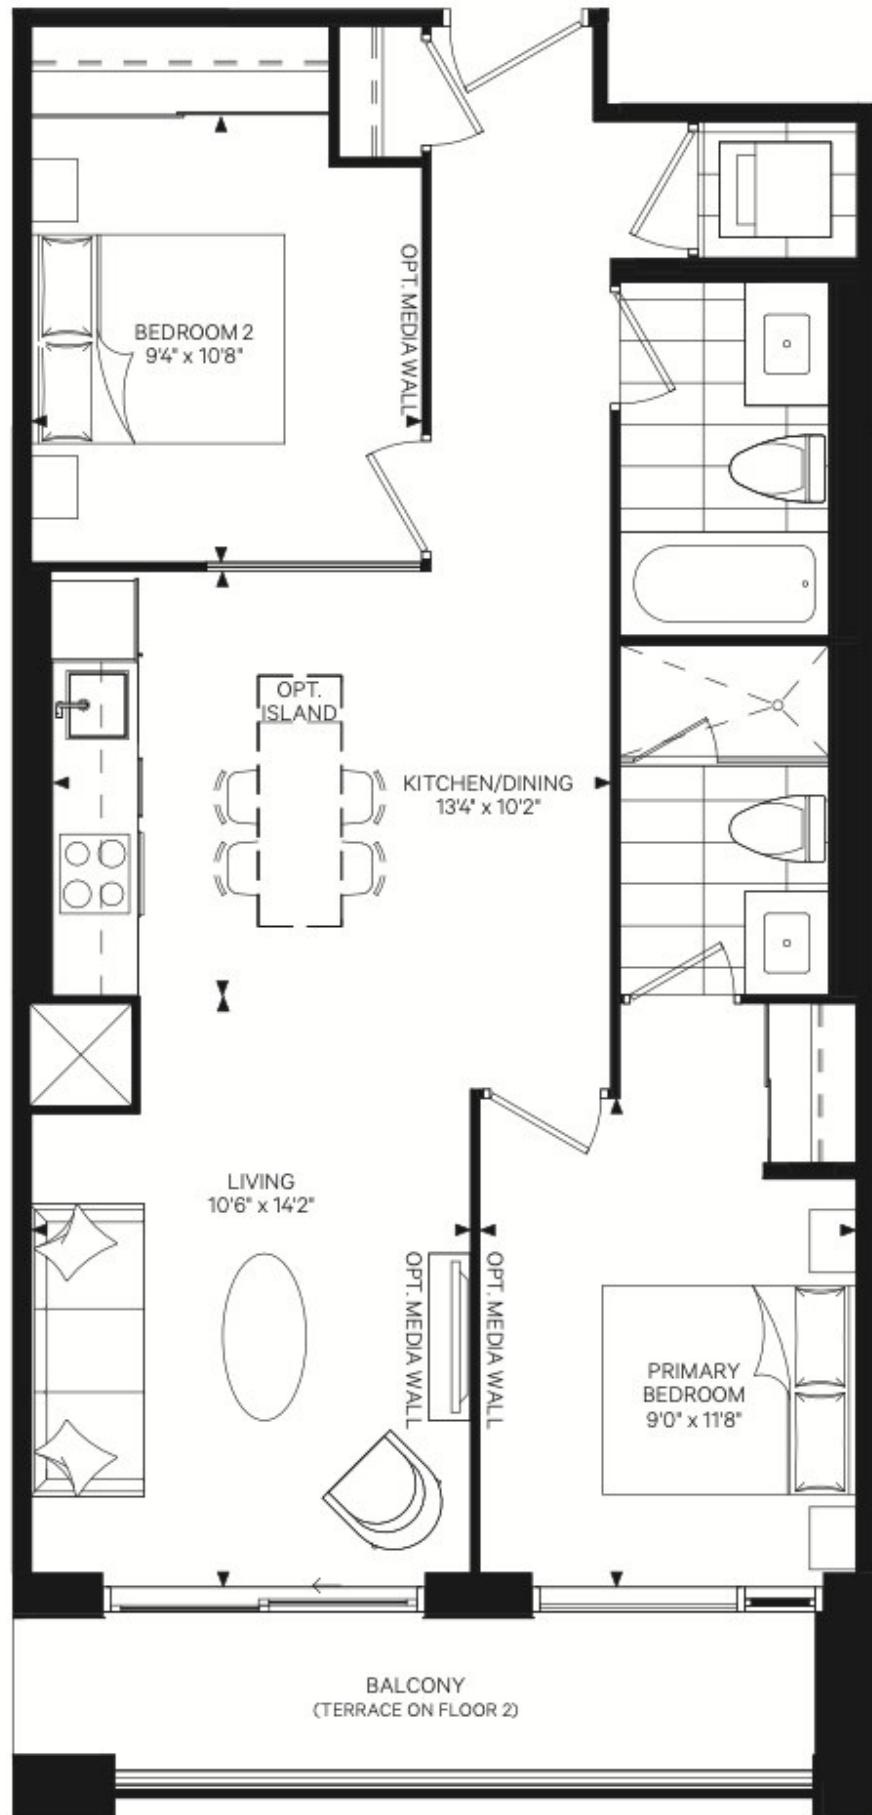 BEDROOM 2
9'4" x 10'8"
OPT. MEDIA WALL
OPT.
ISLAND
KITCHEN/DINING
13'4" x 10'2"
LIVING
10'6" x 14'2"
OPT. MEDIA WALL
OPT. MEDIA WALL
PRIMARY
BEDROOM
9'0" x 11'8"
BALCONY
(TERRACE ON FLOOR 2)